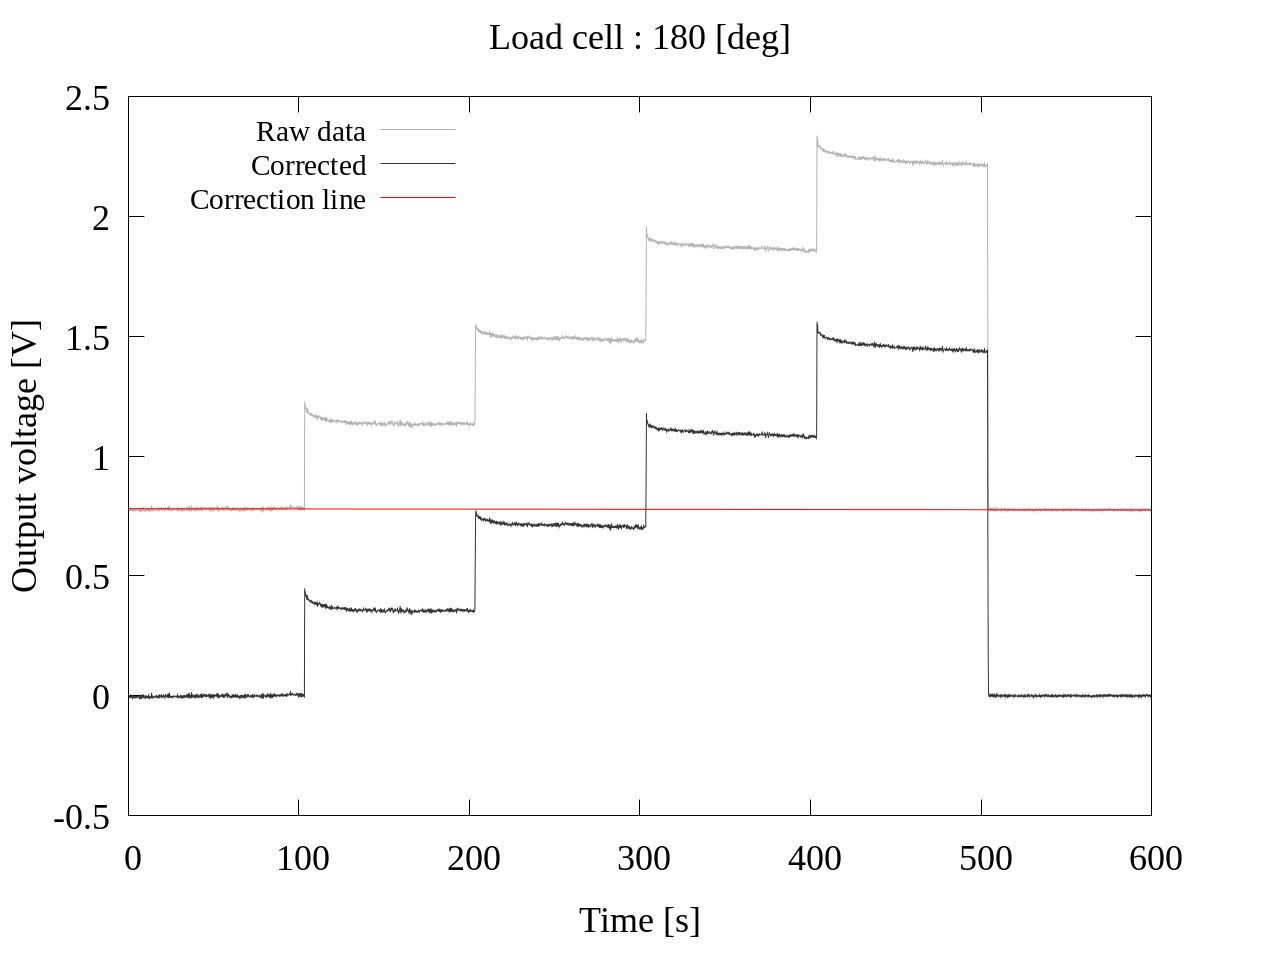 Load cell : 180 [deg]
2.5
2
1.5
1
0.5
0
-0.5
Raw data
Corrected
Correction line
Output voltage [V]
0 100 200 300 400 500 600
Time [s]